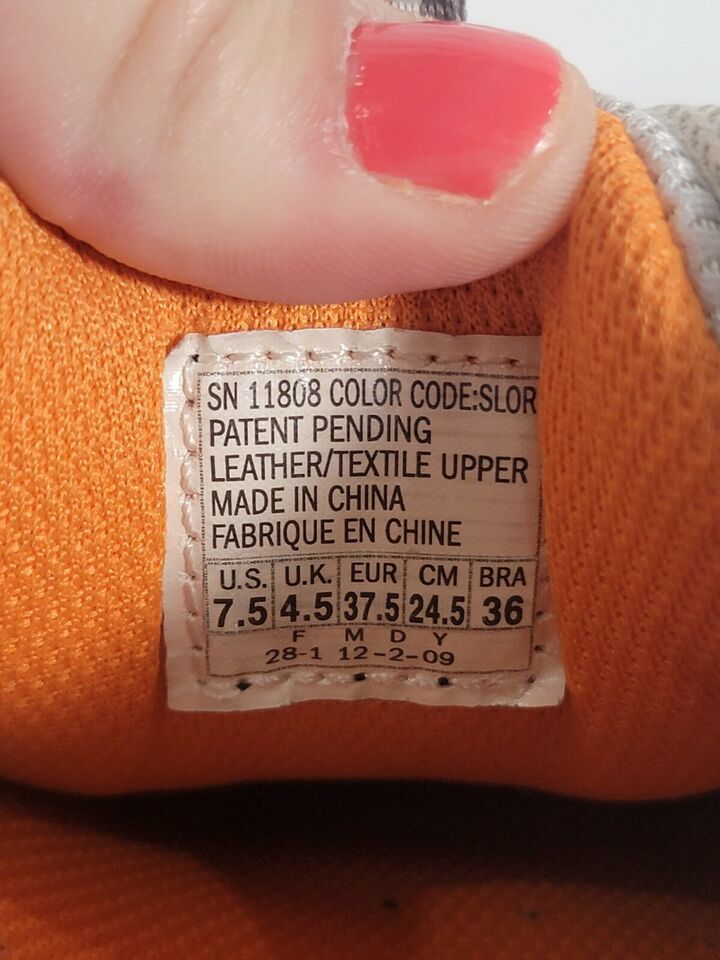 SN 11808 COLOR CODE:SLOR
PATENT PENDING
LEATHER/TEXTILE UPPER
MADE IN CHINA
FABRIQUE EN CHINE
U.S. U.K. EUR CM BRA
7.5 4.5 37.5 24.5 36
F M D Y
28-1 12-2-09